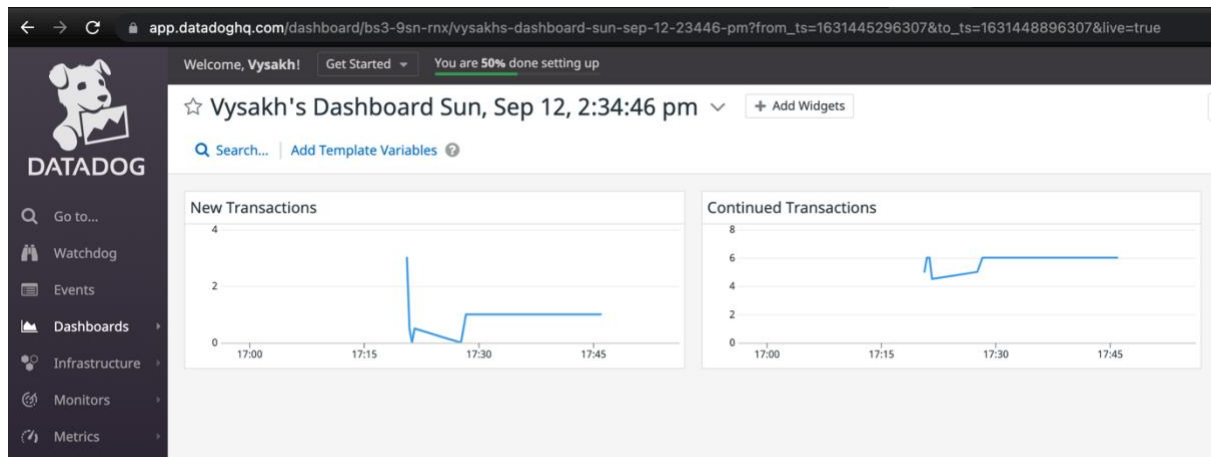 app.datadoghq.com/dashboard/bs3-9sn-rnx/vysakhs-dashboard-sun-sep-12-23446-pm?from_ts=1631445296307&to_ts=1631448896307&live=true
Welcome, Vysakh! Get Started You are 50% done setting up
Vysakh's Dashboard Sun, Sep 12, 2:34:46 pm + Add Widgets
Search... Add Template Variables ?
DATADOG
Go to...
Watchdog
Events
Dashboards
Infrastructure
Monitors
Metrics
New Transactions
4
2
0
17:00 17:15 17:30 17:45
Continued Transactions
8
6
4
2
0
17:00 17:15 17:30 17:45